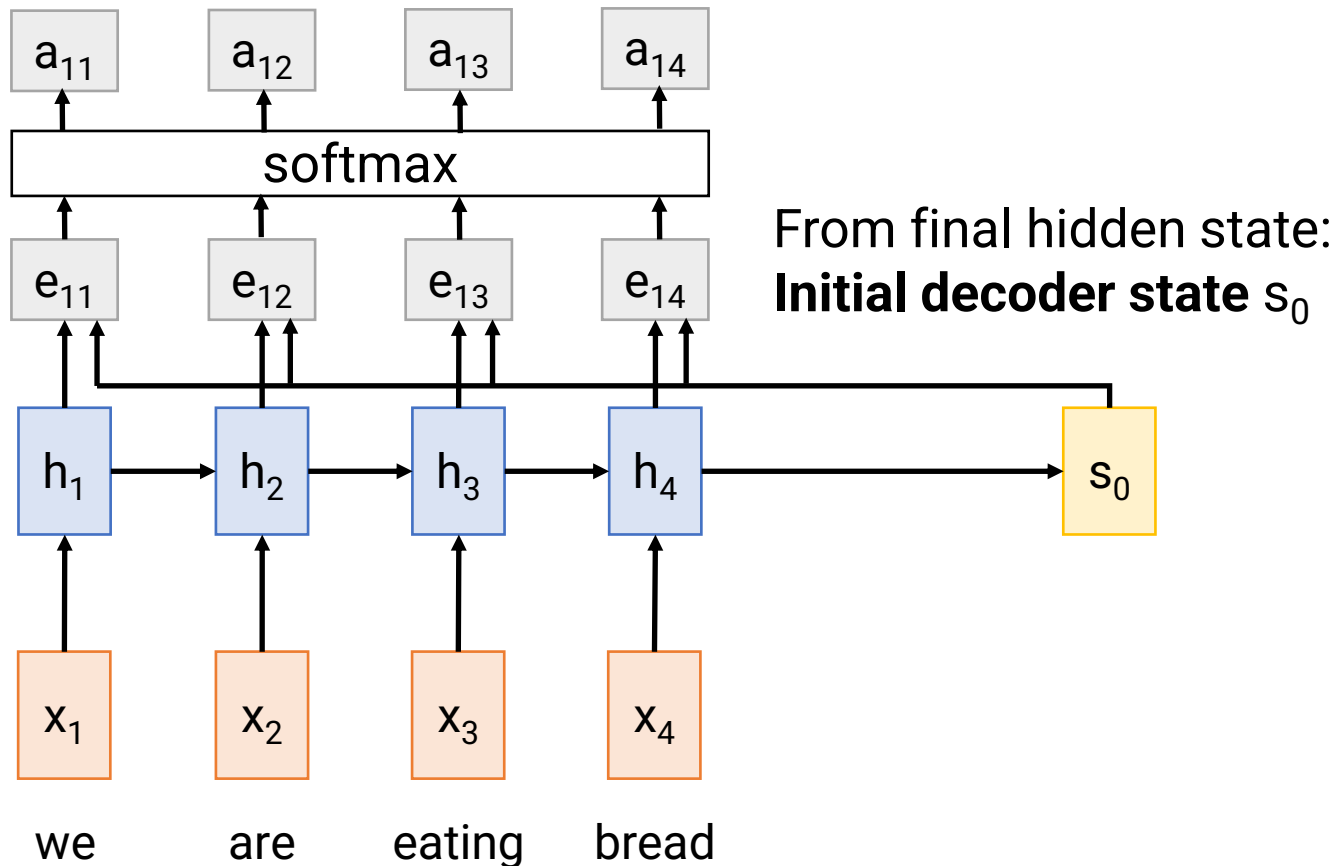 a₁₁ a₁₂ a₁₃ a₁₄
softmax
e₁₁ e₁₂ e₁₃ e₁₄
From final hidden state:
Initial decoder state s₀
h₁ h₂ h₃ h₄ s₀
x₁ x₂ x₃ x₄
we are eating bread